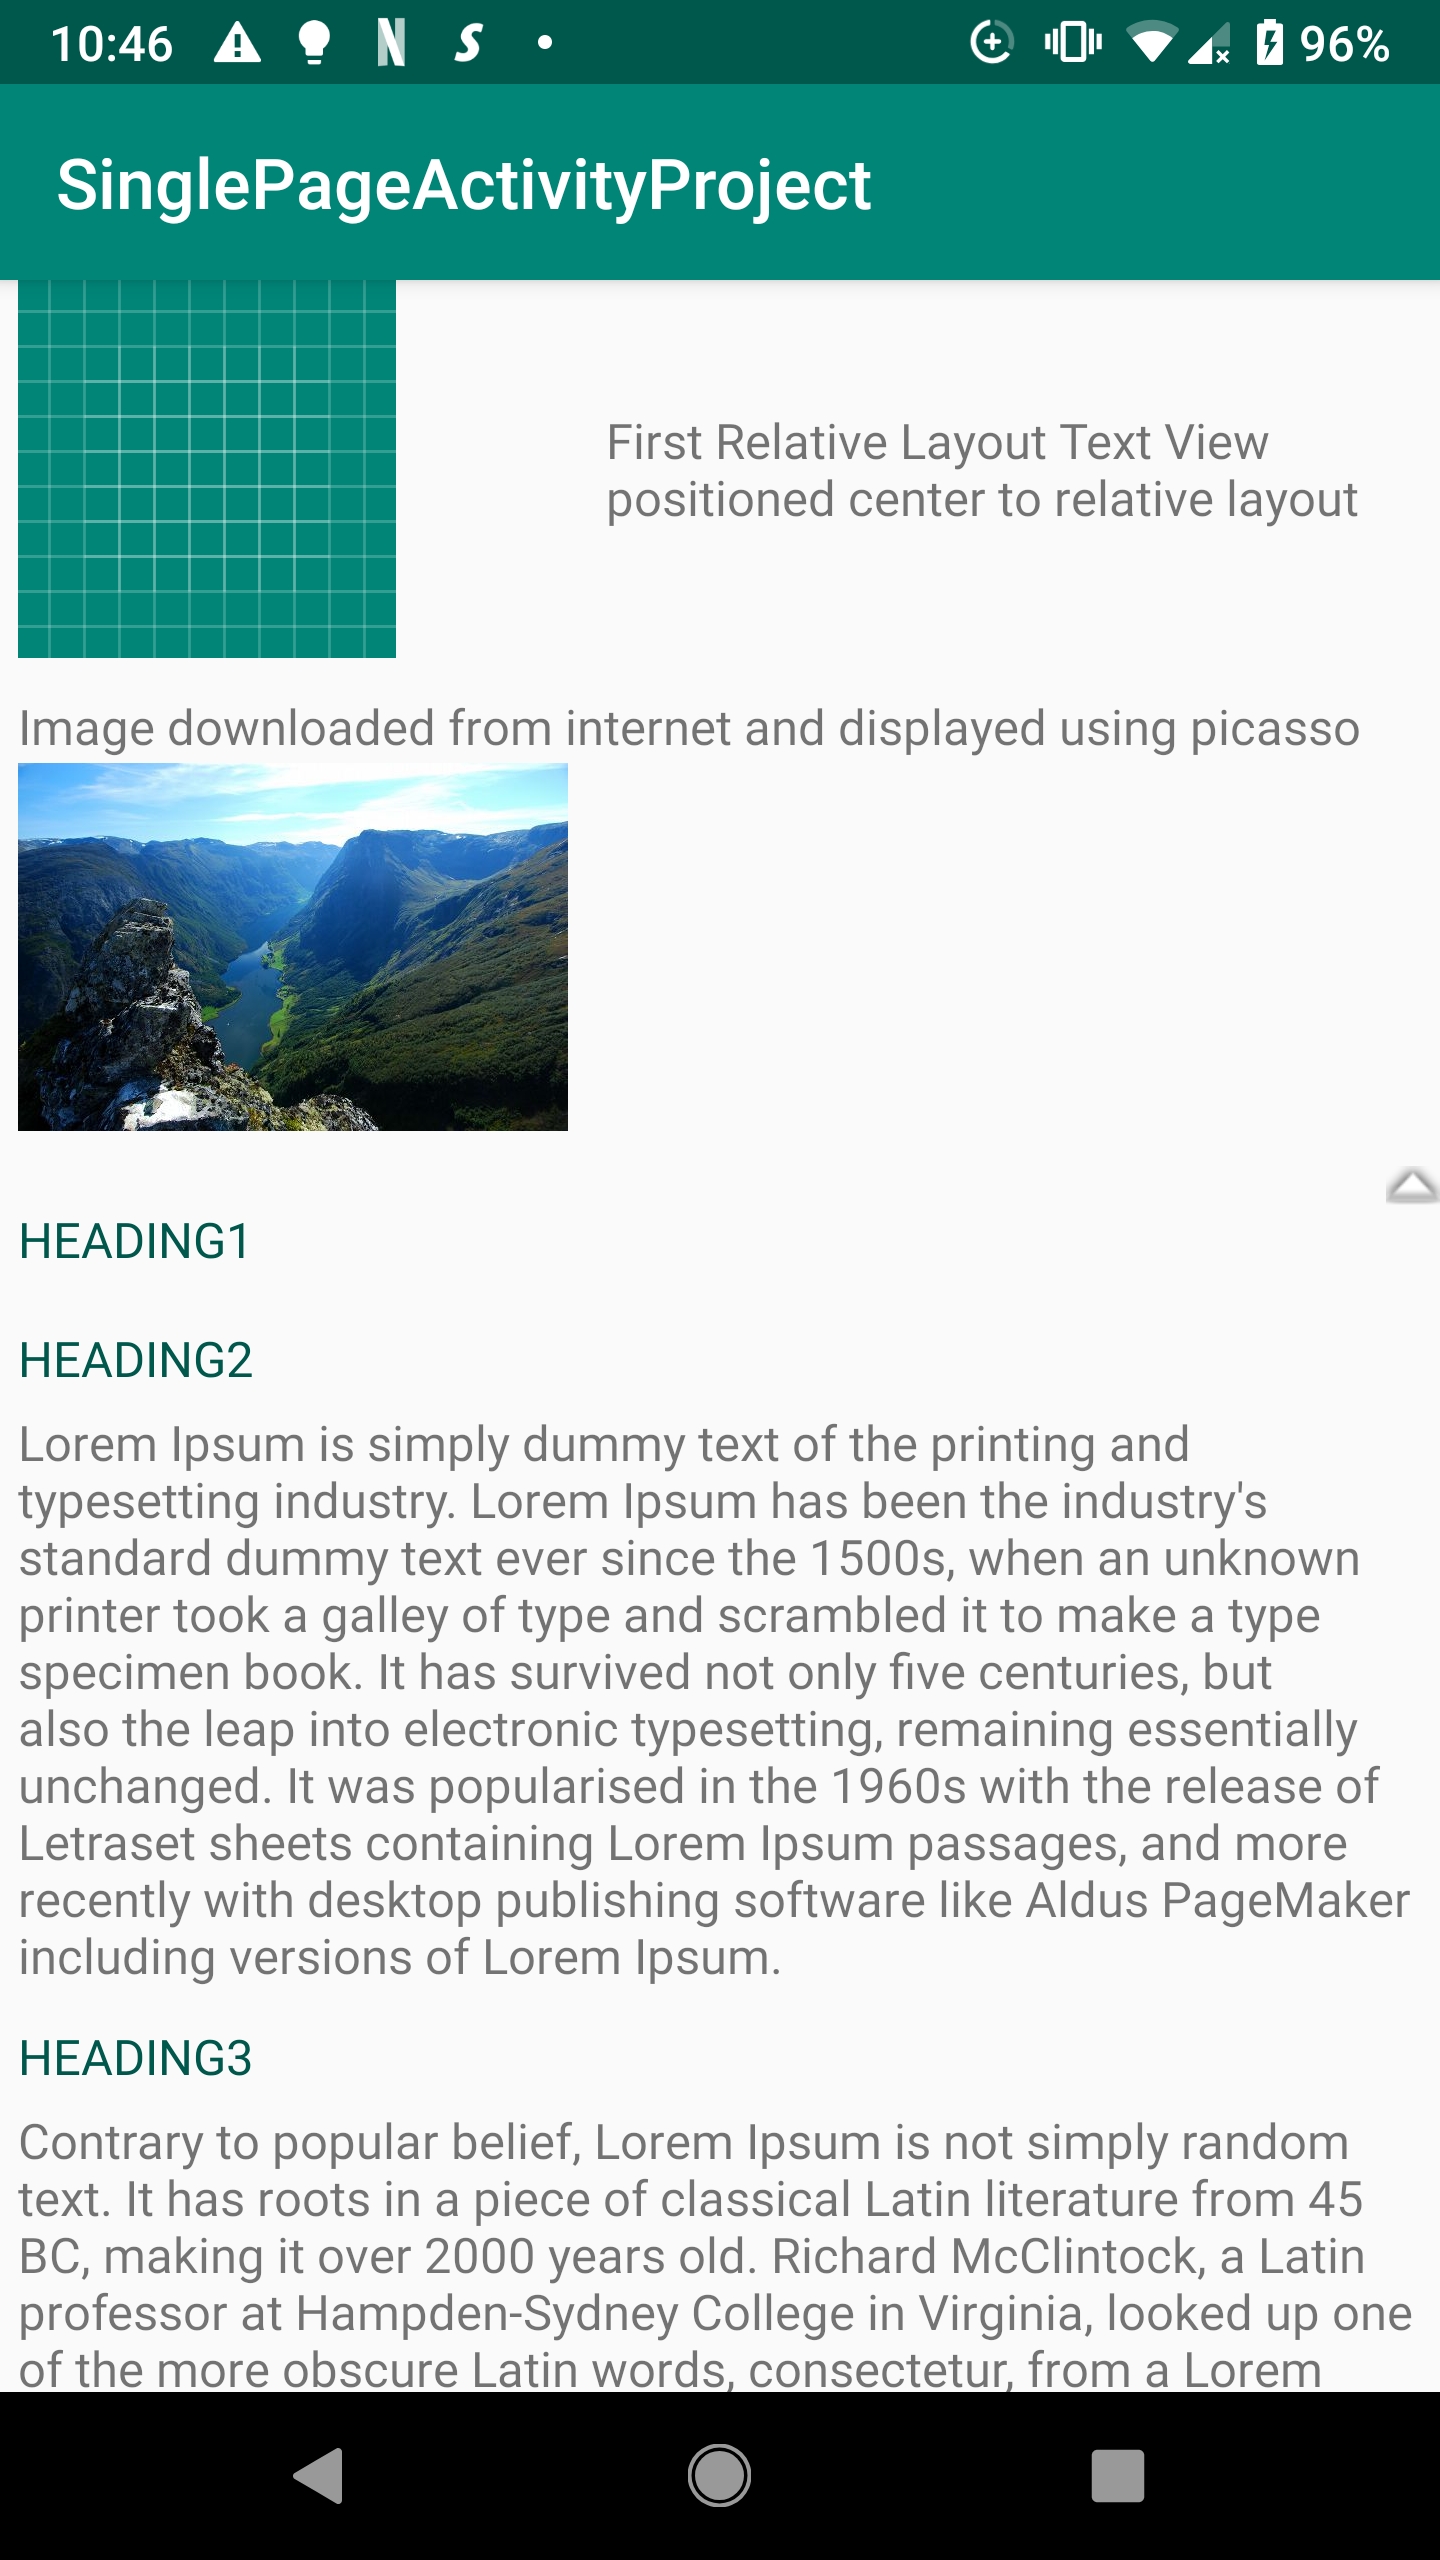 10:46
96%
SinglePageActivityProject
First Relative Layout Text View
positioned center to relative layout
Image downloaded from internet and displayed using picasso
HEADING1
HEADING2
Lorem Ipsum is simply dummy text of the printing and
typesetting industry. Lorem Ipsum has been the industry's
standard dummy text ever since the 1500s, when an unknown
printer took a galley of type and scrambled it to make a type
specimen book. It has survived not only five centuries, but
also the leap into electronic typesetting, remaining essentially
unchanged. It was popularised in the 1960s with the release of
Letraset sheets containing Lorem Ipsum passages, and more
recently with desktop publishing software like Aldus PageMaker
including versions of Lorem Ipsum.
HEADING3
Contrary to popular belief, Lorem Ipsum is not simply random
text. It has roots in a piece of classical Latin literature from 45
BC, making it over 2000 years old. Richard McClintock, a Latin
professor at Hampden-Sydney College in Virginia, looked up one
of the more obscure Latin words, consectetur, from a Lorem